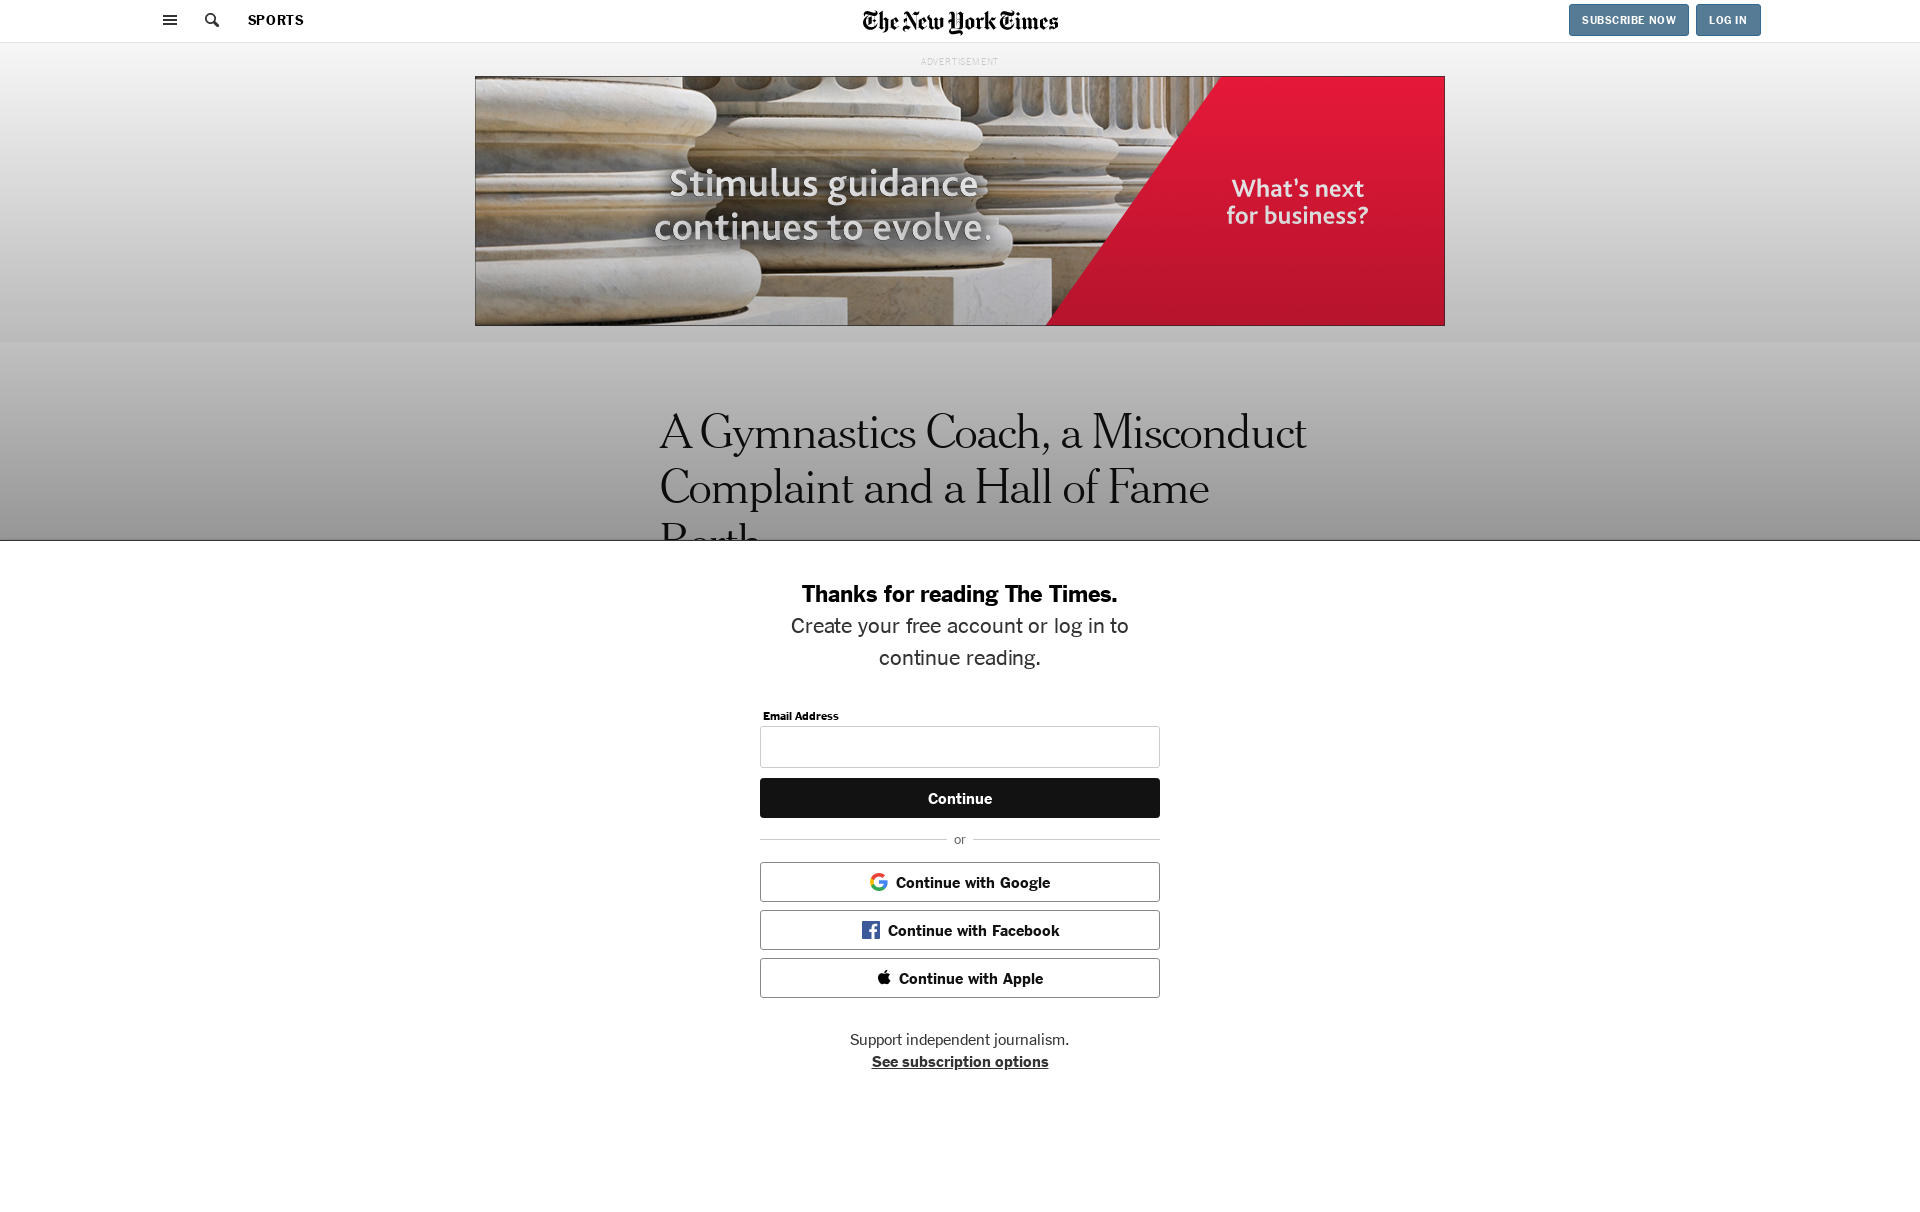 SPORTS
The New York Times
SUBSCRIBE NOW
LOG IN
ADVERTISEMENT
Stimulus guidance
continues to evolve.
What's next
for business?
A Gymnastics Coach, a Misconduct
Complaint and a Hall of Fame
Berth
Thanks for reading The Times.
Create your free account or log in to
continue reading.
Email Address
Continue
or
Continue with Google
Continue with Facebook
Continue with Apple
Support independent journalism.
See subscription options